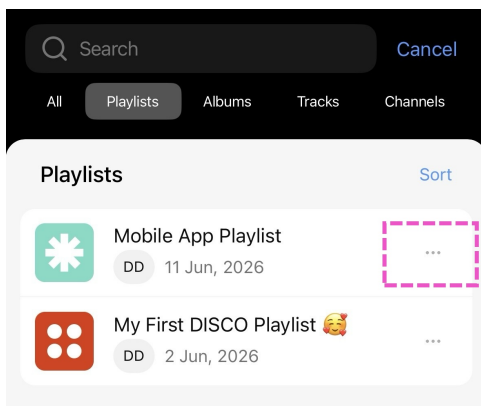 Search
Cancel
All
Playlists
Albums
Tracks
Channels
Playlists
Sort
Mobile App Playlist
DD
11 Jun, 2026
My First DISCO Playlist 🥰
DD
2 Jun, 2026